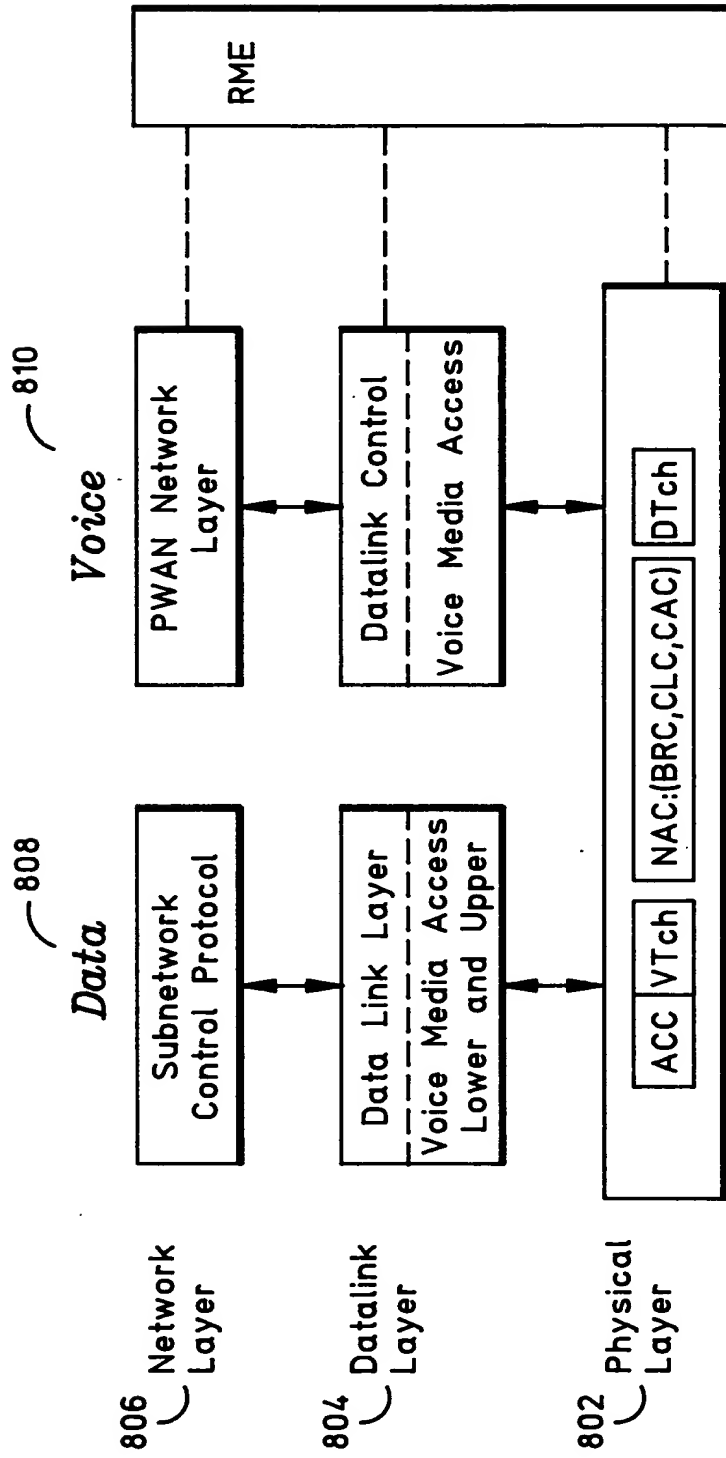 Data
808
Voice
810
806
Network
Layer
Subnetwork
Control Protocol
PWAN Network
Layer
RME
804
Datalink
Layer
Data Link Layer
Voice Media Access
Lower and Upper
Datalink Control
Voice Media Access
802
Physical
Layer
ACC
VTch
NAC:(BRC,CLC,CAC)
DTch